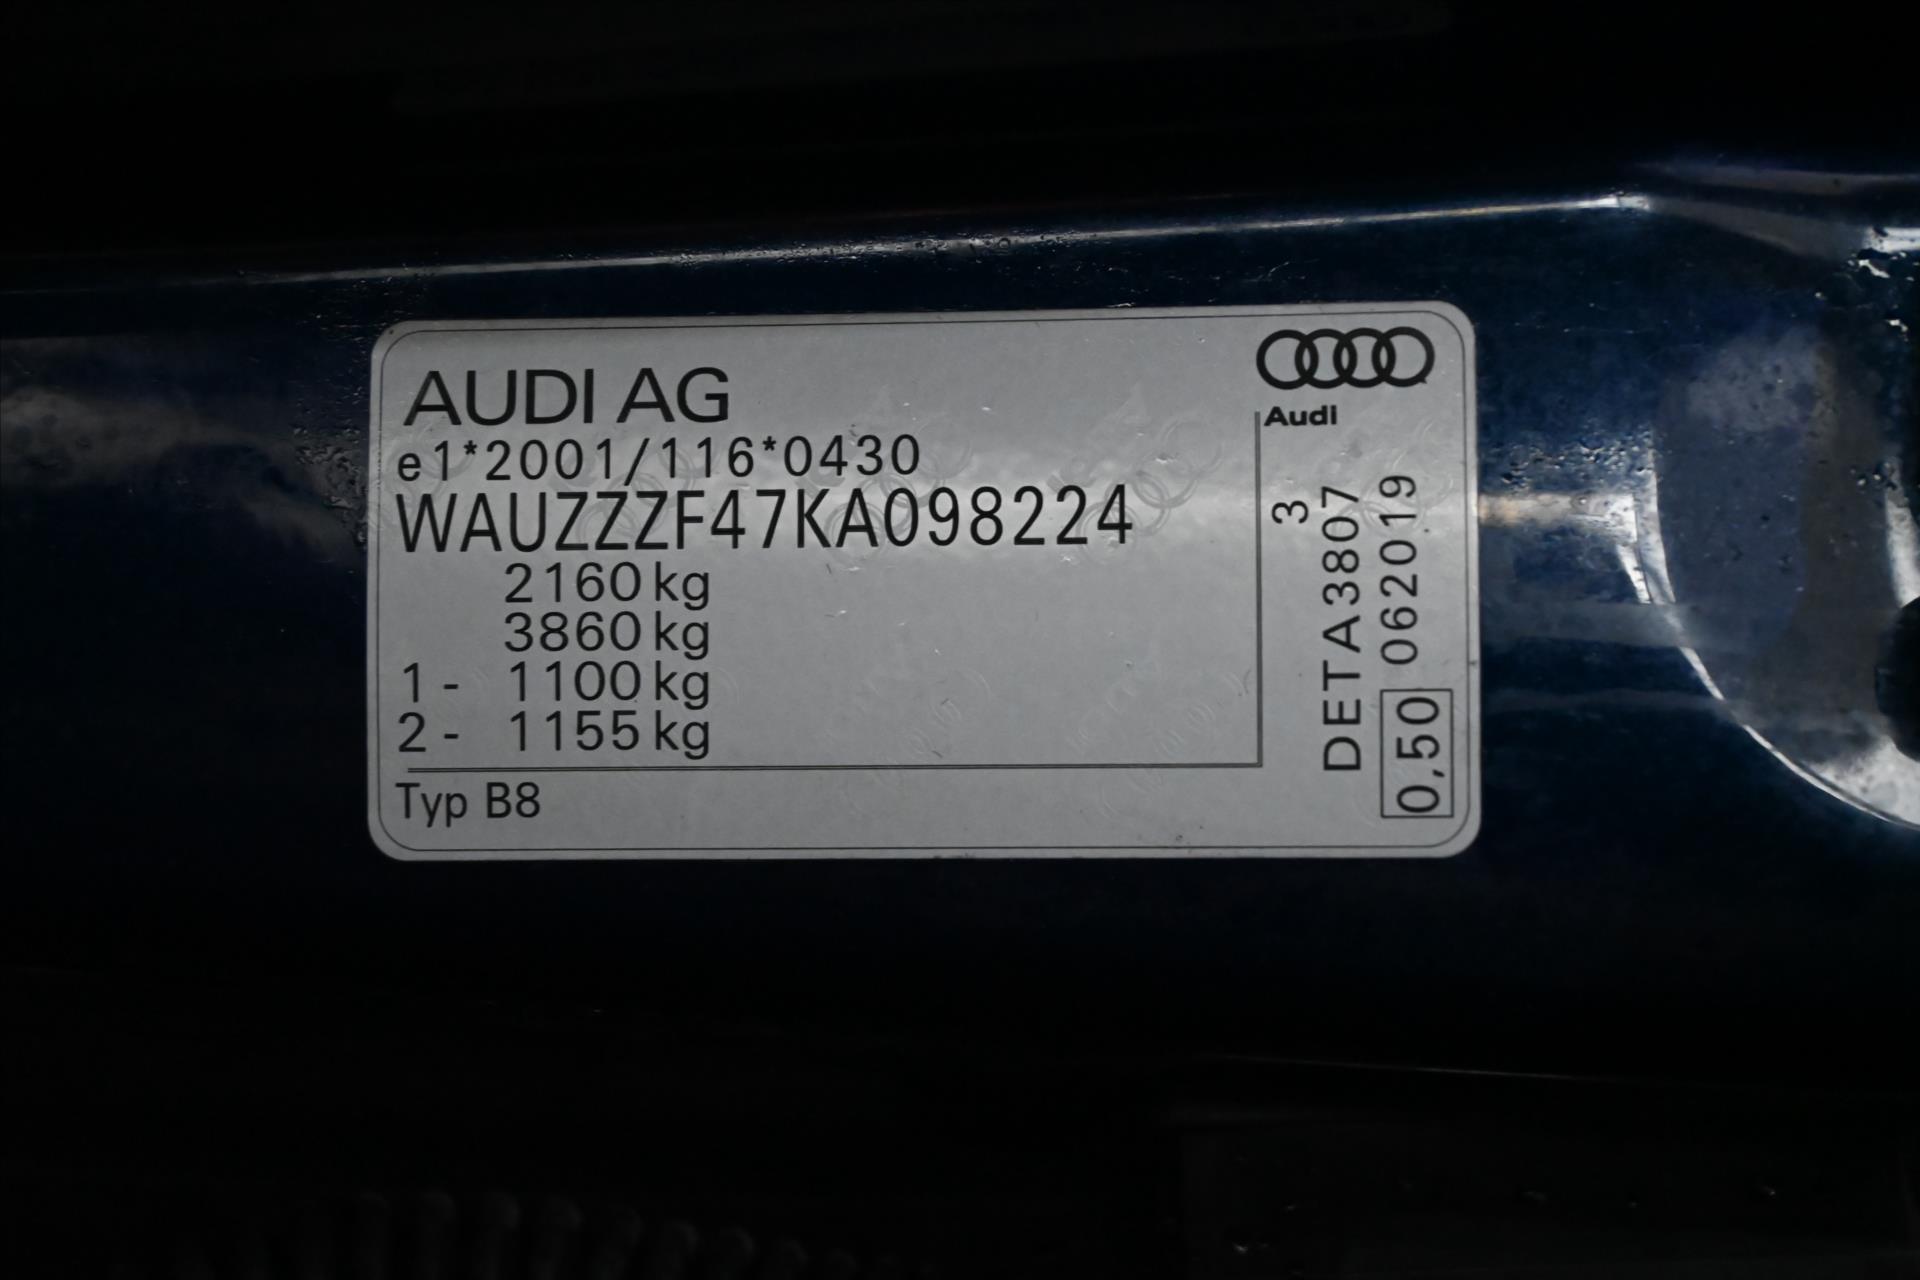 AUDI AG
e1*2001/116*0430
WAUZZZF47KA098224
2160 kg
3860 kg
1 - 1100 kg
2 - 1155 kg
Typ B8
Audi
3
DETA3807
0,50 062019